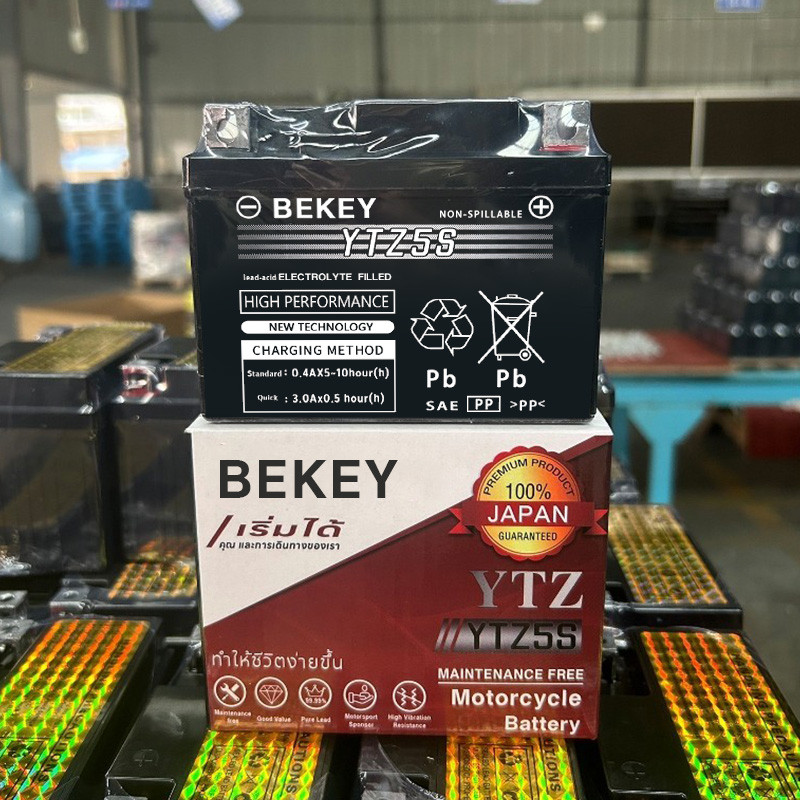 BEKEY
NON-SPILLABLE
YTZ5S
lead-acid ELECTROLYTE FILLED
HIGH PERFORMANCE
NEW TECHNOLOGY
CHARGING METHOD
Standard : 0.4AX5~10hour(h)
Quick : 3.0Ax0.5 hour(h)
Pb
Pb
SAE PP >PP<
BEKEY
เริ่มได้
คุณ และการเดินทางของเรา
PREMIUM PRODUCT
100%
JAPAN
GUARANTEED
YTZ
YTZ5S
ทำให้ชีวิตง่ายขึ้น
MAINTENANCE FREE
Motorcycle
Battery
Maintenance free
Good Value
99.99%
Pure Lead
Motorsport Sponger
High Vibration Resistance